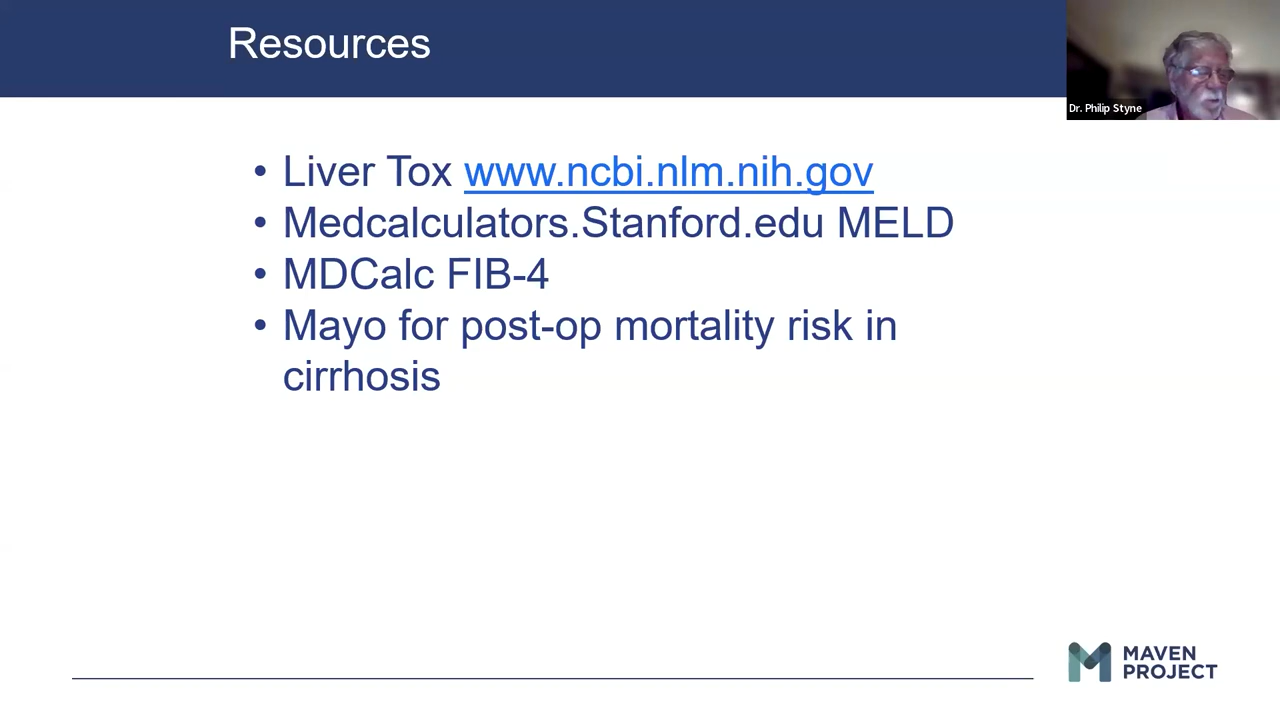 Resources
Dr. Philip Styne
• Liver Tox www.ncbi.nlm.nih.gov
• Medcalculators.Stanford.edu MELD
• MDCalc FIB-4
• Mayo for post-op mortality risk in
cirrhosis
MAVEN
PROJECT